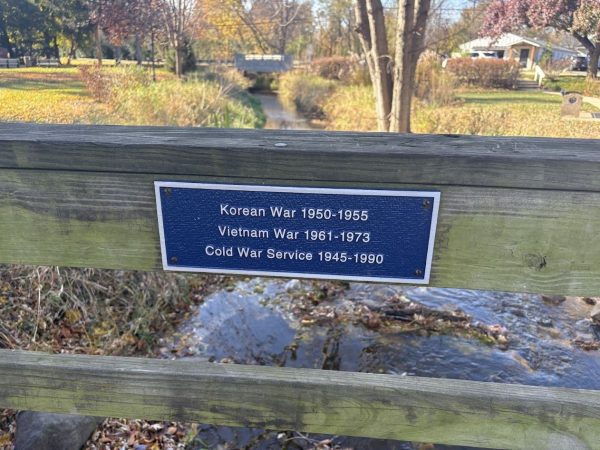 Korean War 1950-1955
Vietnam War 1961-1973
Cold War Service 1945-1990